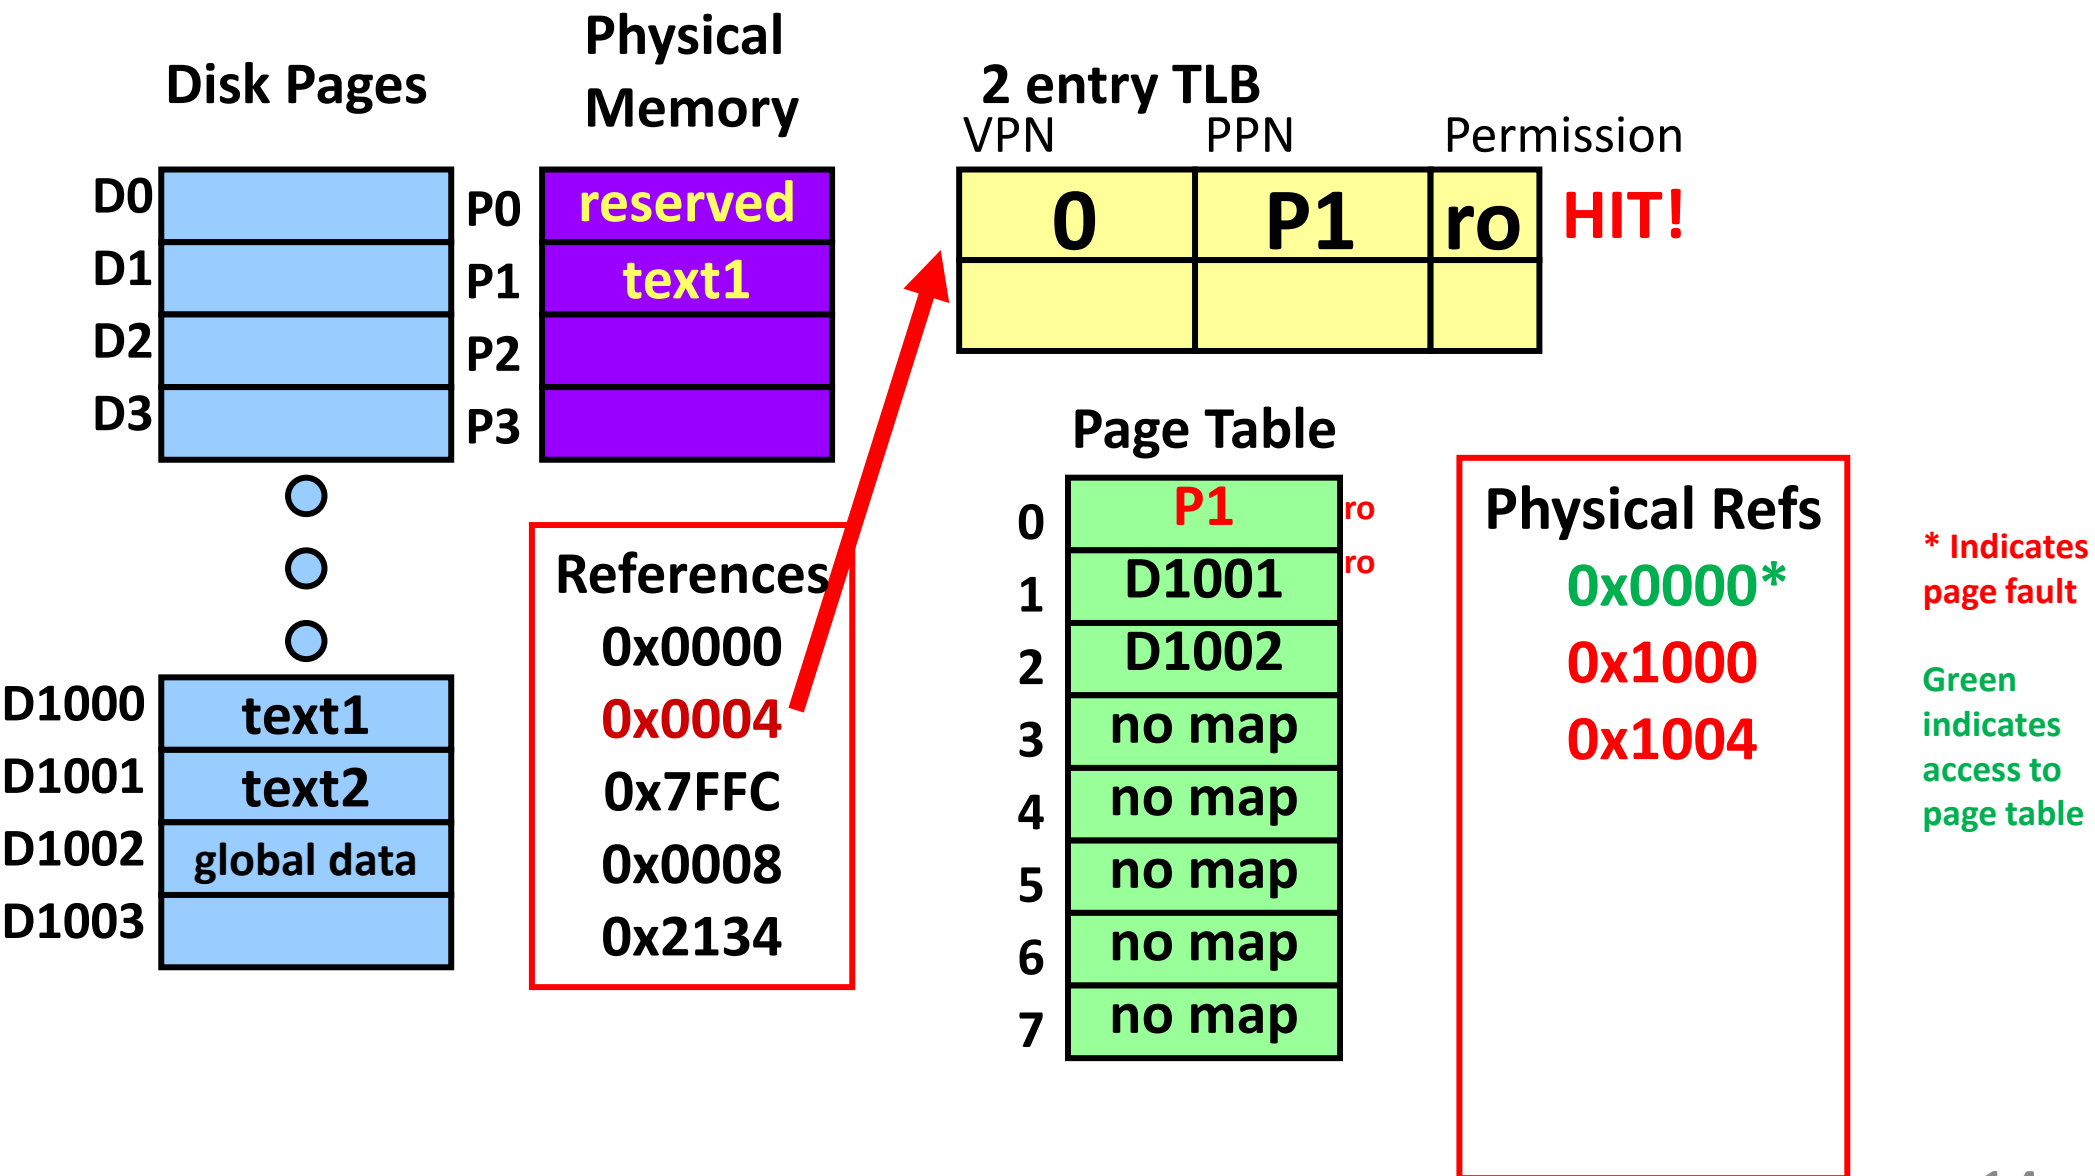 Disk Pages
D0
D1
D2
D3
D1000 text1
D1001 text2
D1002 global data
D1003
Physical
Memory
P0 reserved
P1 text1
P2
P3
References
0x0000
0x0004
0x7FFC
0x0008
0x2134
2 entry TLB
VPN PPN Permission
0 P1 ro HIT!
Page Table
0 P1 ro
1 D1001 ro
2 D1002
3 no map
4 no map
5 no map
6 no map
7 no map
Physical Refs
0x0000*
0x1000
0x1004
* Indicates
page fault
Green
indicates
access to
page table